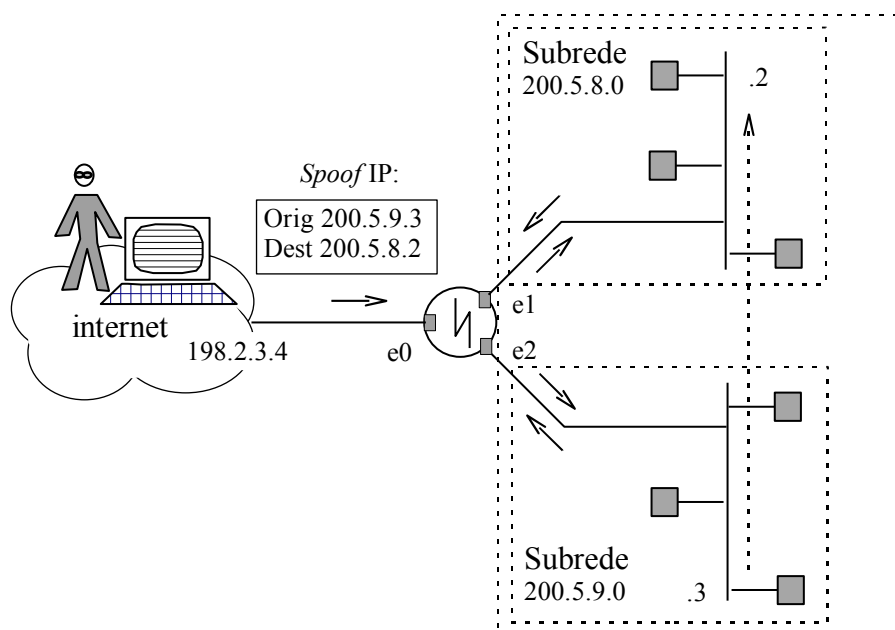 Subrede
200.5.8.0
.2
Spoof IP:
Orig 200.5.9.3
Dest 200.5.8.2
internet
198.2.3.4
e0
e1
e2
Subrede
200.5.9.0
.3